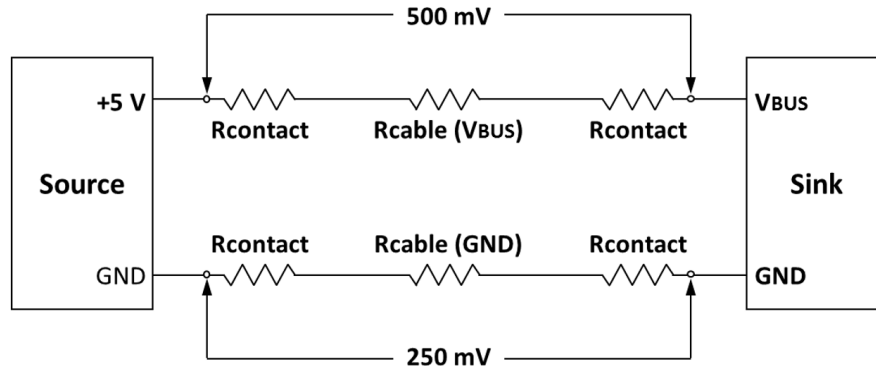 500 mV
+5 V
VBUS
Rcontact
Rcable (VBUS)
Rcontact
Source
Sink
Rcontact
Rcable (GND)
Rcontact
GND
GND
250 mV